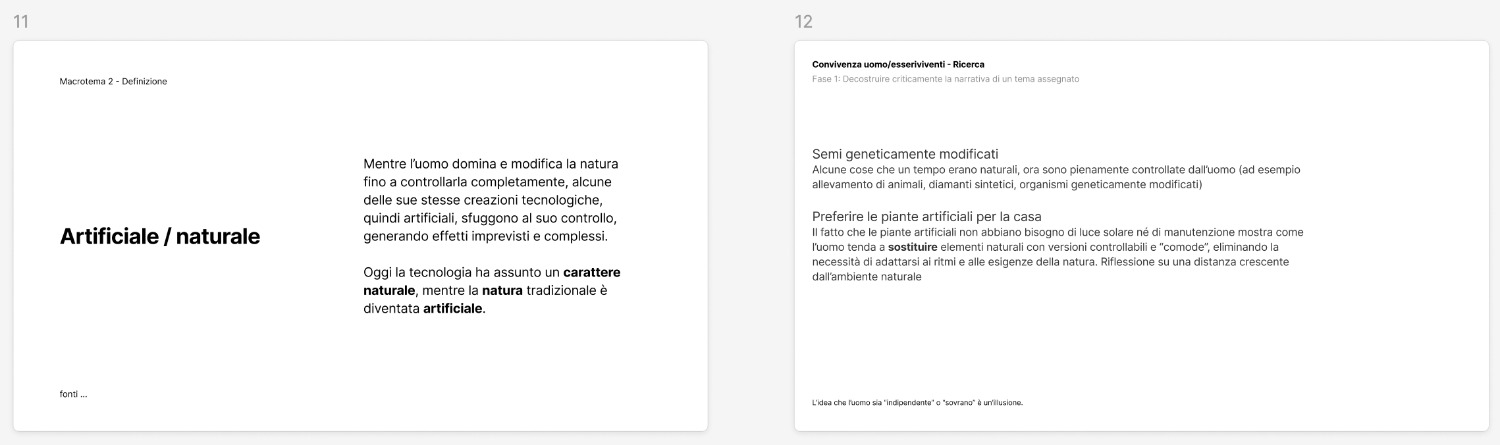 11
Macrotema 2 - Definizione
Artificiale / naturale
Mentre l'uomo domina e modifica la natura
fino a controllarla completamente, alcune
delle sue stesse creazioni tecnologiche,
quindi artificiali, sfuggono al suo controllo,
generando effetti imprevisti e complessi.
Oggi la tecnologia ha assunto un carattere
naturale, mentre la natura tradizionale è
diventata artificiale.
fonti ...
12
Convivenza uomo/esseriviventi - Ricerca
Fase 1: Decostruire criticamente la narrativa di un tema assegnato
Semi geneticamente modificati
Alcune cose che un tempo erano naturali, ora sono pienamente controllate dall'uomo (ad esempio
allevamento di animali, diamanti sintetici, organismi geneticamente modificati)
Preferire le piante artificiali per la casa
Il fatto che le piante artificiali non abbiano bisogno di luce solare né di manutenzione mostra come
l'uomo tenda a sostituire elementi naturali con versioni controllabili e "comode", eliminando la
necessità di adattarsi ai ritmi e alle esigenze della natura. Riflessione su una distanza crescente
dall'ambiente naturale
L'idea che l'uomo sia "indipendente" o "sovrano" è un'illusione.